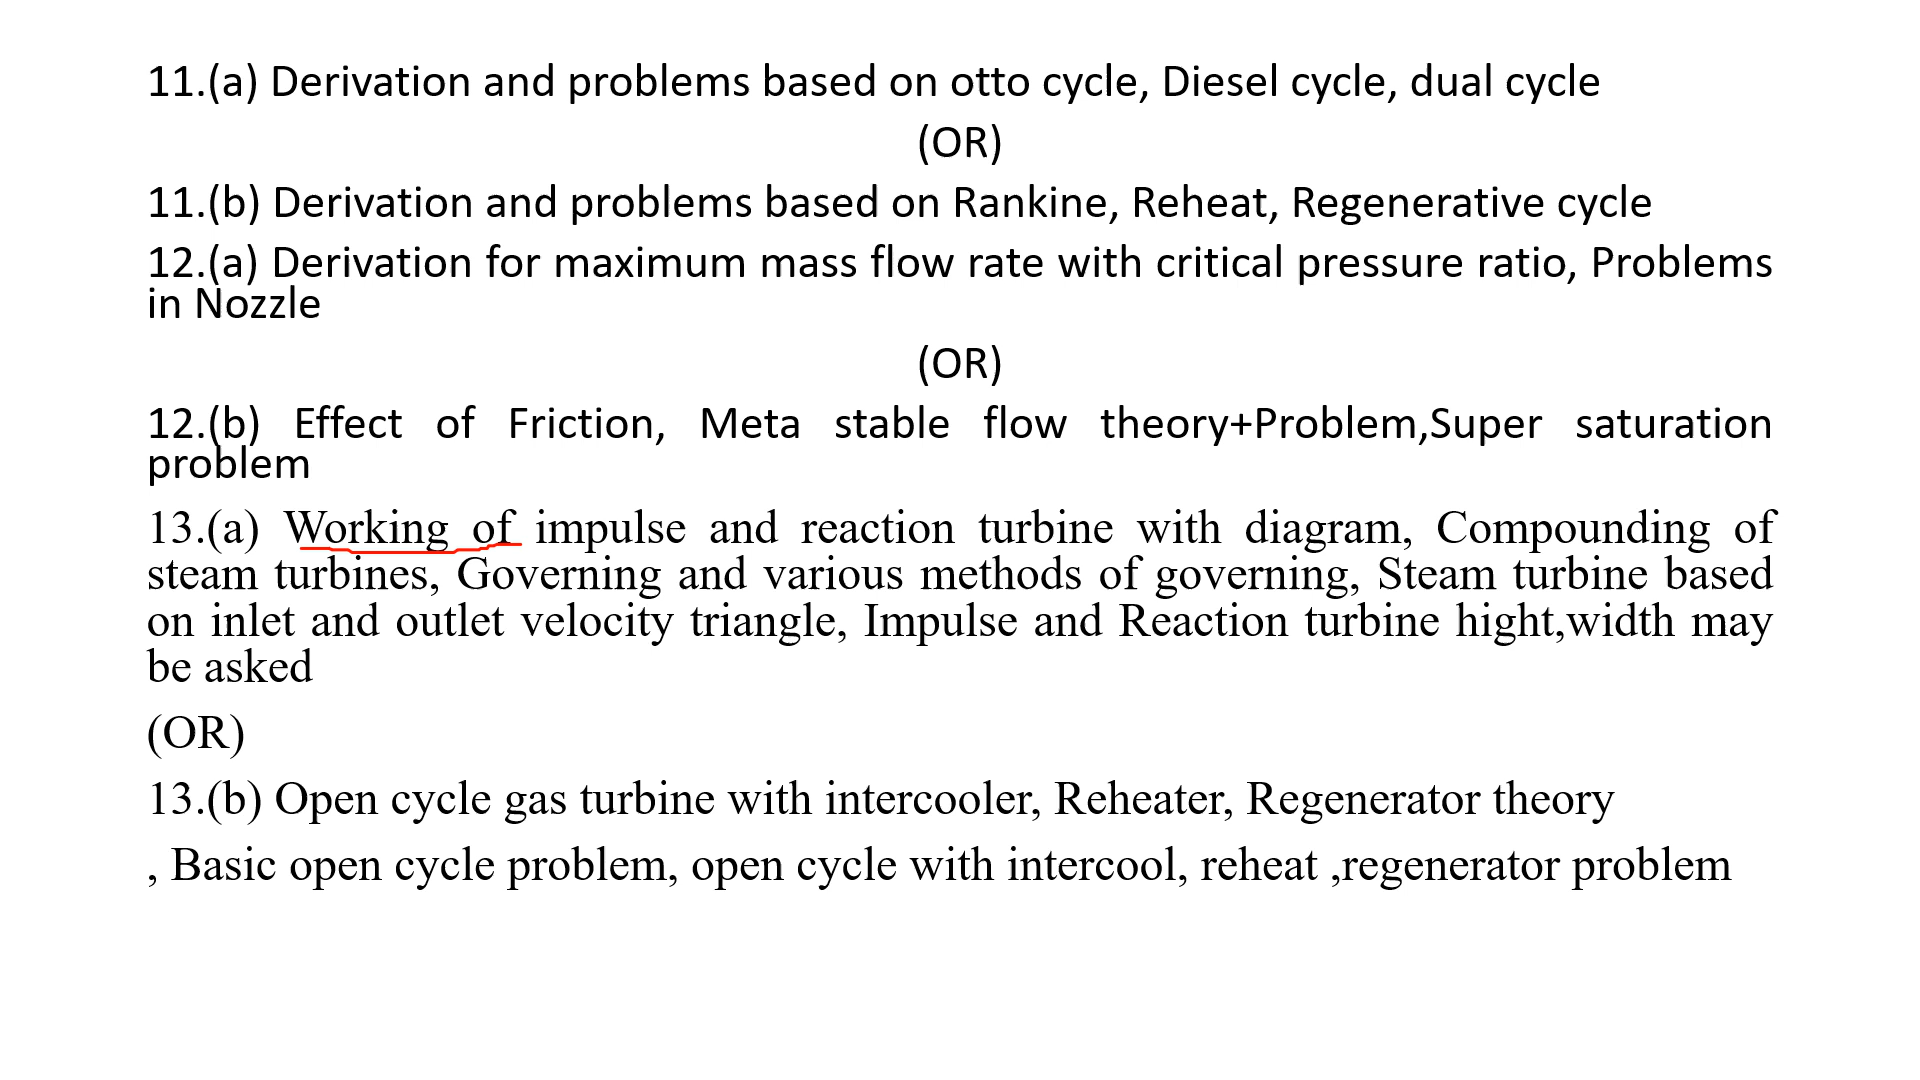 11.(a) Derivation and problems based on otto cycle, Diesel cycle, dual cycle
(OR)
11.(b) Derivation and problems based on Rankine, Reheat, Regenerative cycle
12.(a) Derivation for maximum mass flow rate with critical pressure ratio, Problems
in Nozzle
(OR)
12.(b) Effect of Friction, Meta stable flow theory+Problem,Super saturation
problem
13.(a) Working of impulse and reaction turbine with diagram, Compounding of
steam turbines, Governing and various methods of governing, Steam turbine based
on inlet and outlet velocity triangle, Impulse and Reaction turbine hight,width may
be asked
(OR)
13.(b) Open cycle gas turbine with intercooler, Reheater, Regenerator theory
, Basic open cycle problem, open cycle with intercool, reheat ,regenerator problem